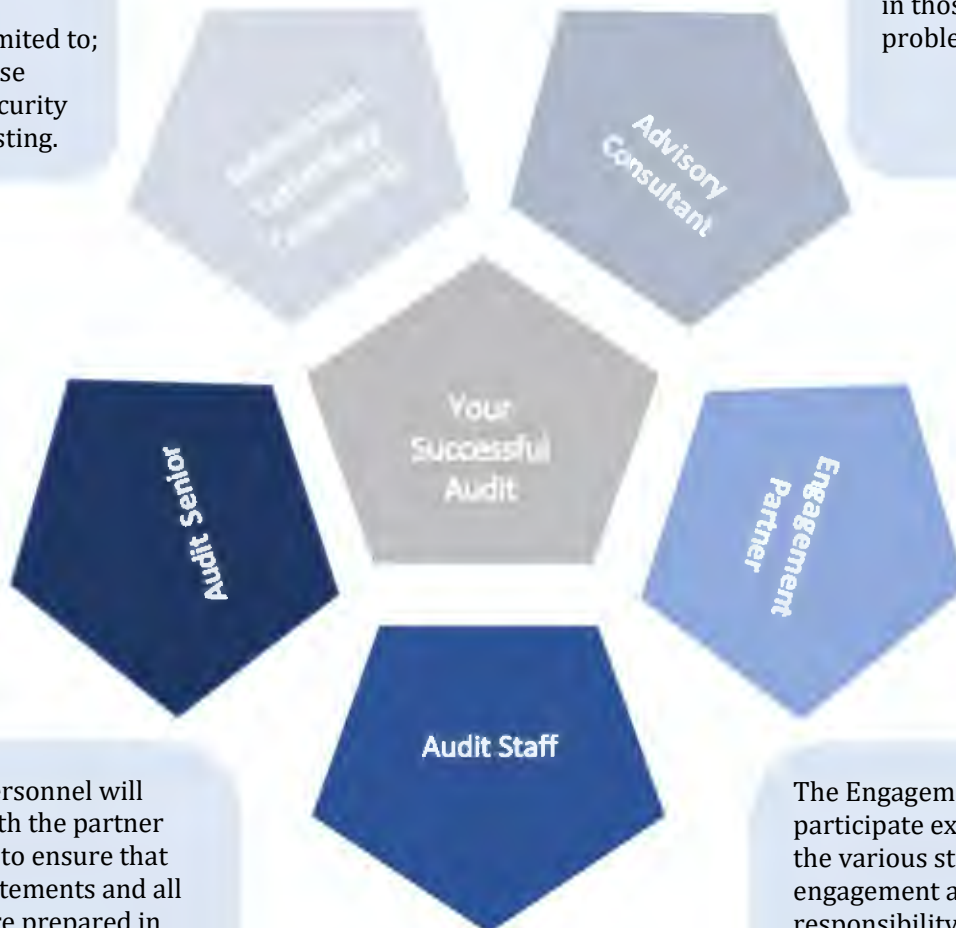 mited to;
se
curity
sting.
in thos
proble
Advisory
Consultant
Your
Successful
Audit
Audit Senior
Engagement
Partner
Audit Staff
ersonnel will
th the partner
to ensure that
tements and all
re prepared in
The Engagem
participate ex
the various st
engagement a
responsibility